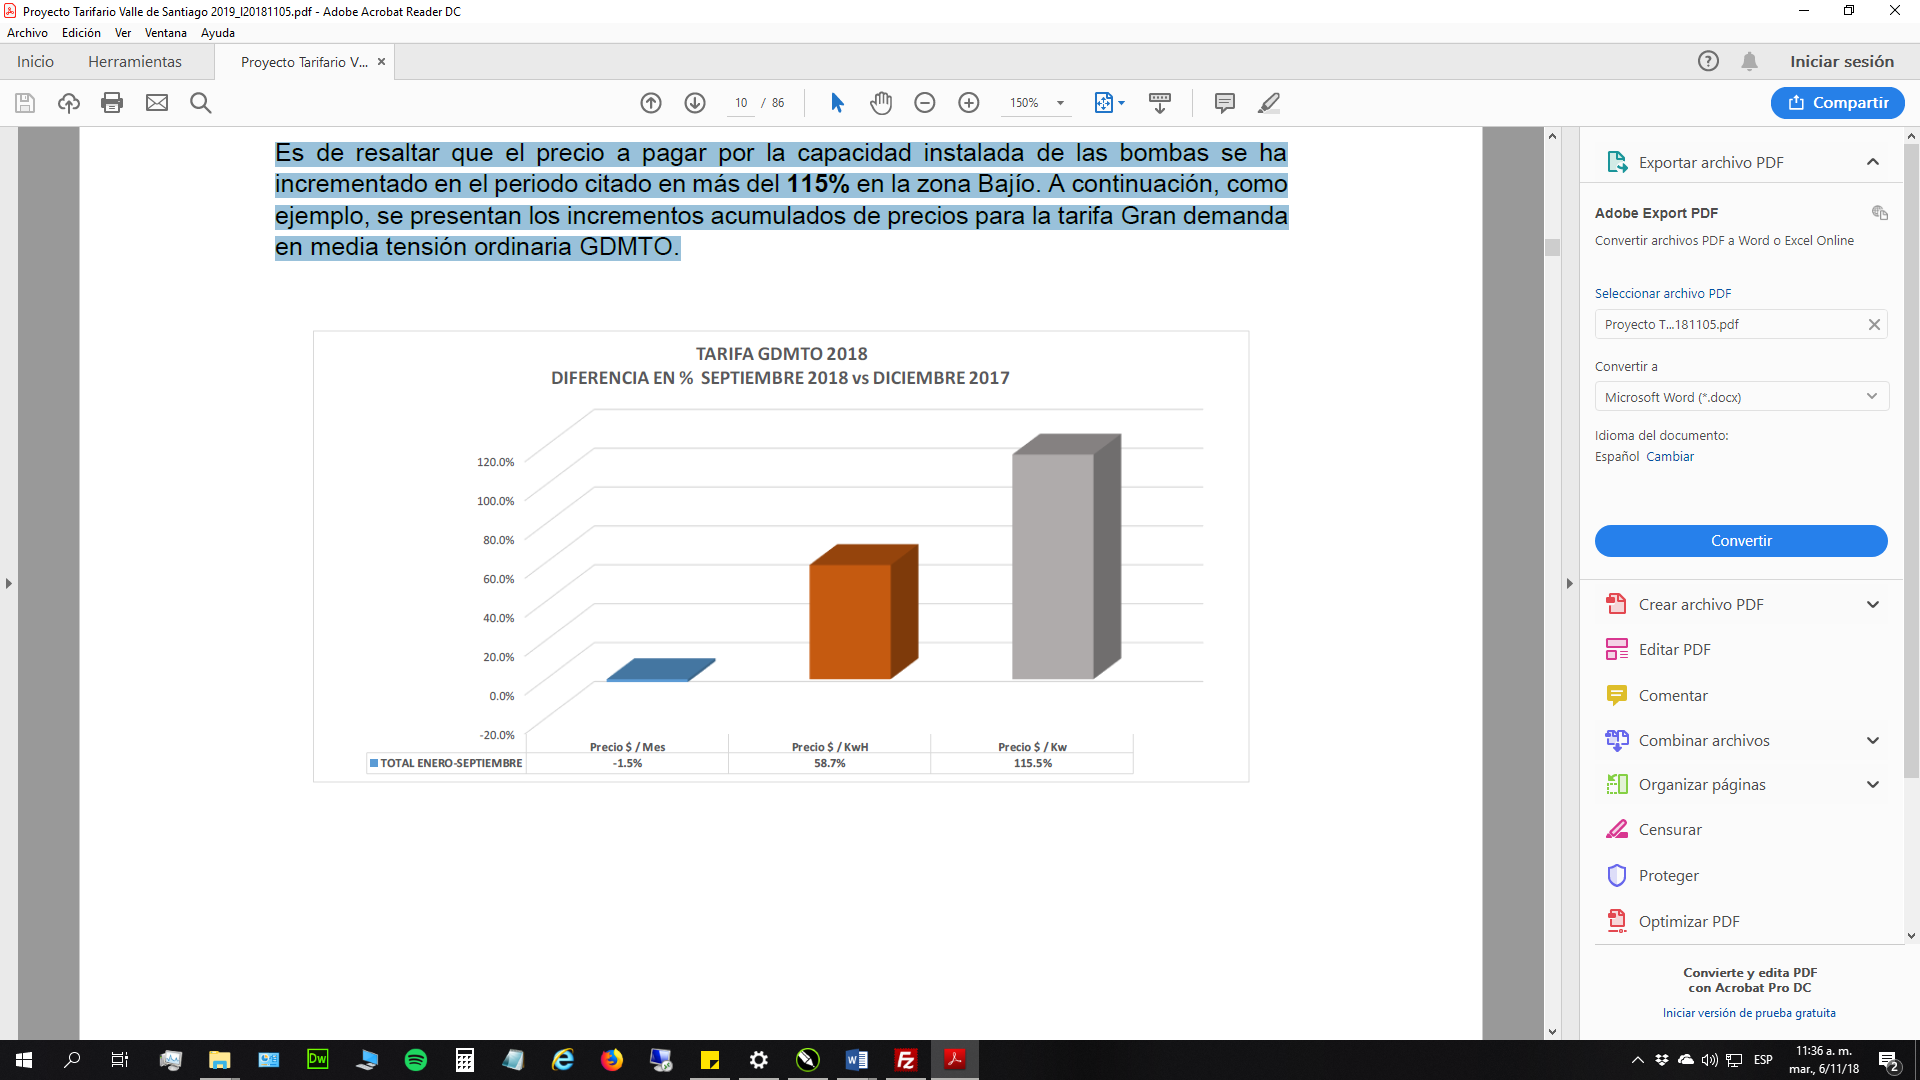 Proyecto Tarifario Valle de Santiago 2019_I20181105.pdf - Adobe Acrobat Reader DC
Archivo Edición Ver Ventana Ayuda
Inicio Herramientas Proyecto Tarifario V... Iniciar sesión
10 / 86 150% Compartir
Es de resaltar que el precio a pagar por la capacidad instalada de las bombas se ha
incrementado en el periodo citado en más del 115% en la zona Bajío. A continuación, como
ejemplo, se presentan los incrementos acumulados de precios para la tarifa Gran demanda
en media tensión ordinaria GDMTO.
TARIFA GDMTO 2018
DIFERENCIA EN % SEPTIEMBRE 2018 vs DICIEMBRE 2017
120.0%
100.0%
80.0%
60.0%
40.0%
20.0%
0.0%
-20.0%
Precio $ / Mes Precio $ / KwH Precio $ / Kw
TOTAL ENERO-SEPTIEMBRE -1.5% 58.7% 115.5%
Exportar archivo PDF
Adobe Export PDF
Convertir archivos PDF a Word o Excel Online
Seleccionar archivo PDF
Proyecto T...181105.pdf
Convertir a
Microsoft Word (*.docx)
Idioma del documento:
Español Cambiar
Convertir
Crear archivo PDF
Editar PDF
Comentar
Combinar archivos
Organizar páginas
Censurar
Proteger
Optimizar PDF
Convierte y edita PDF
con Acrobat Pro DC
Iniciar versión de prueba gratuita
Dw
ESP
11:36 a. m.
mar., 6/11/18
2